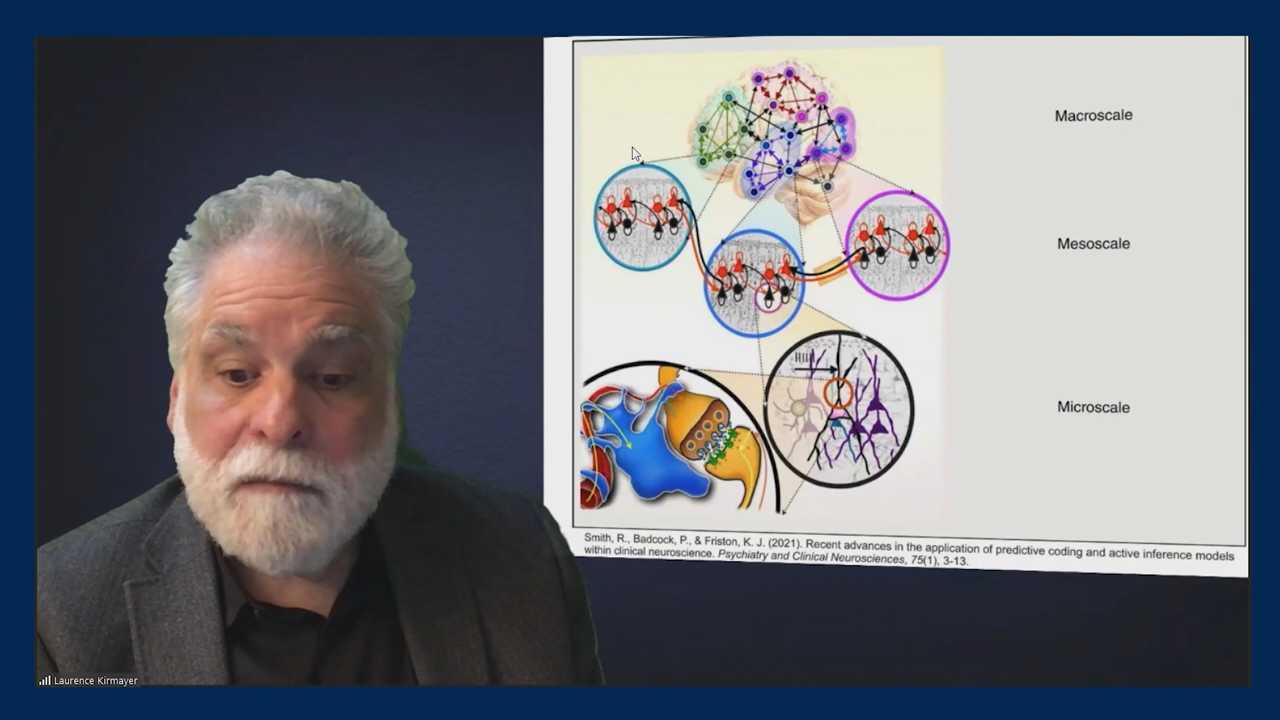 Macroscale
Mesoscale
Microscale
Smith, R., Badcock, P., & Friston, K. J. (2021). Recent advances in the application of predictive coding and active inference models
within clinical neuroscience. Psychiatry and Clinical Neurosciences, 75(1), 3-13.
Laurence Kirmayer